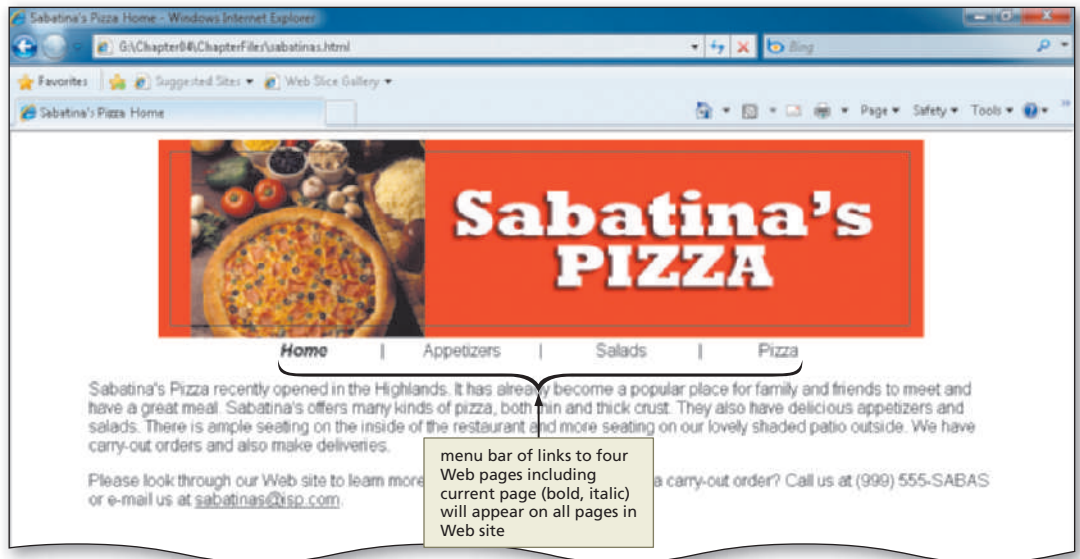 Sabatina's Pizza Home - Windows Internet Explorer
G:\Chapter04\ChapterFiles\sabatinas.html
Bing
Favorites Suggested Sites Web Slice Gallery
Sabatina's Pizza Home Page Safety Tools
Sabatina's
PIZZA
Home | Appetizers | Salads | Pizza
Sabatina's Pizza recently opened in the Highlands. It has already become a popular place for family and friends to meet and
have a great meal. Sabatina's offers many kinds of pizza, both thin and thick crust. They also have delicious appetizers and
salads. There is ample seating on the inside of the restaurant and more seating on our lovely shaded patio outside. We have
carry-out orders and also make deliveries.
Please look through our Web site to learn more a carry-out order? Call us at (999) 555-SABAS
or e-mail us at sabatinas@isp.com.
menu bar of links to four
Web pages including
current page (bold, italic)
will appear on all pages in
Web site